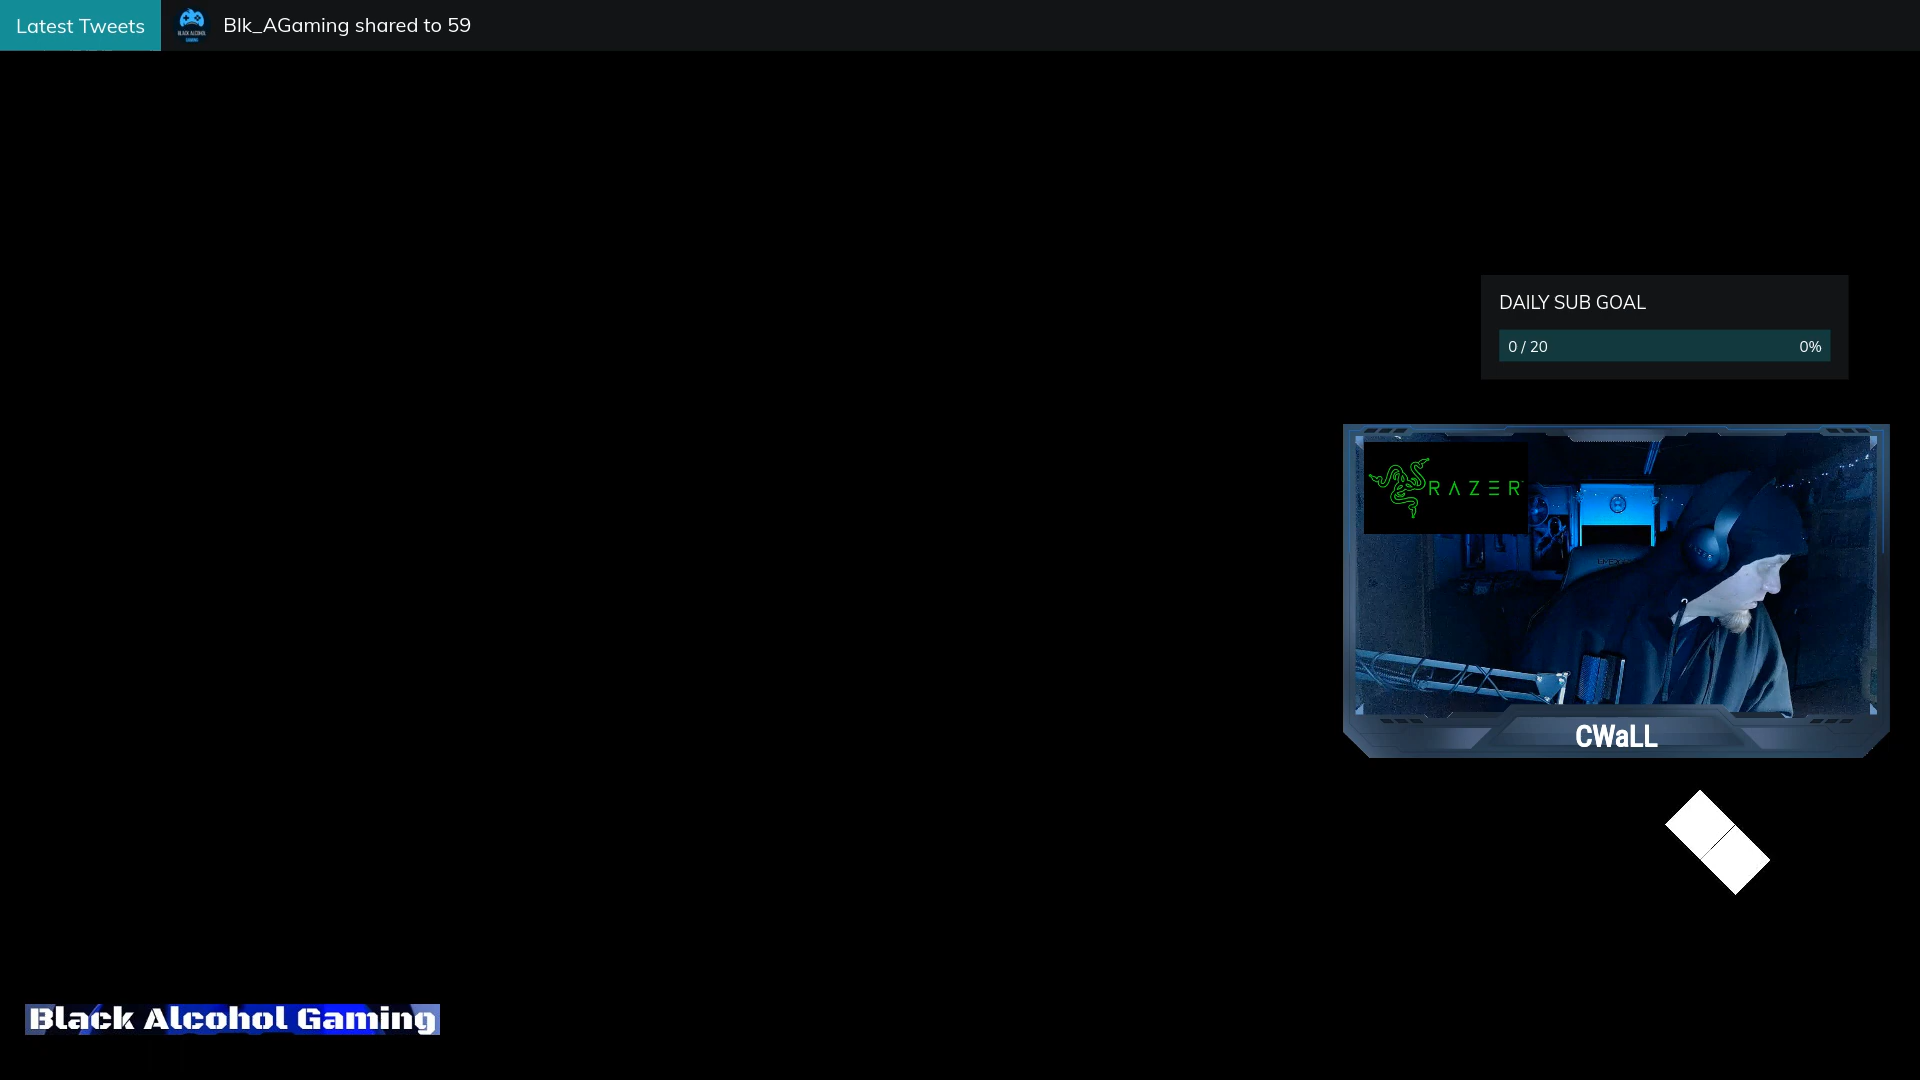 Latest Tweets
Blk_AGaming shared to 59
DAILY SUB GOAL
0 / 20
0%
RAZER
CWaLL
Black Alcohol Gaming